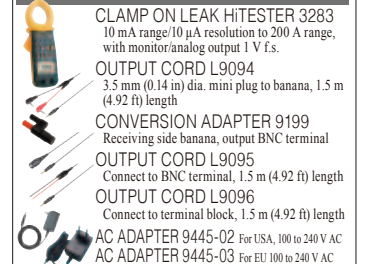 CLAMP ON LEAK HiTESTER 3283
10 mA range/10 µA resolution to 200 A range,
with monitor/analog output 1 V f.s.
OUTPUT CORD L9094
3.5 mm (0.14 in) dia. mini plug to banana, 1.5 m
(4.92 ft) length
CONVERSION ADAPTER 9199
Receiving side banana, output BNC terminal
OUTPUT CORD L9095
Connect to BNC terminal, 1.5 m (4.92 ft) length
OUTPUT CORD L9096
Connect to terminal block, 1.5 m (4.92 ft) length
AC ADAPTER 9445-02 For USA, 100 to 240 V AC
AC ADAPTER 9445-03 For EU 100 to 240 V AC